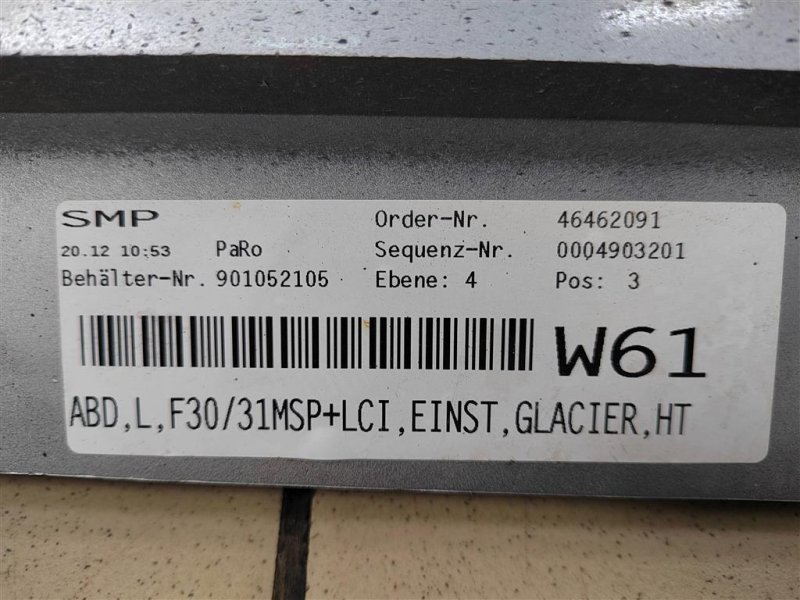 SMP Order-Nr. 46462091
20.12 10:53 PaRo Sequenz-Nr. 0004903201
Behälter-Nr. 901052105 Ebene: 4 Pos: 3
W61
ABD,L,F30/31MSP+LCI,EINST,GLACIER,HT